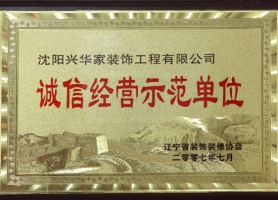 沈阳兴华家装饰工程有限公司
诚信经营示范单位
辽宁省装饰装修协会
二零零七年七月